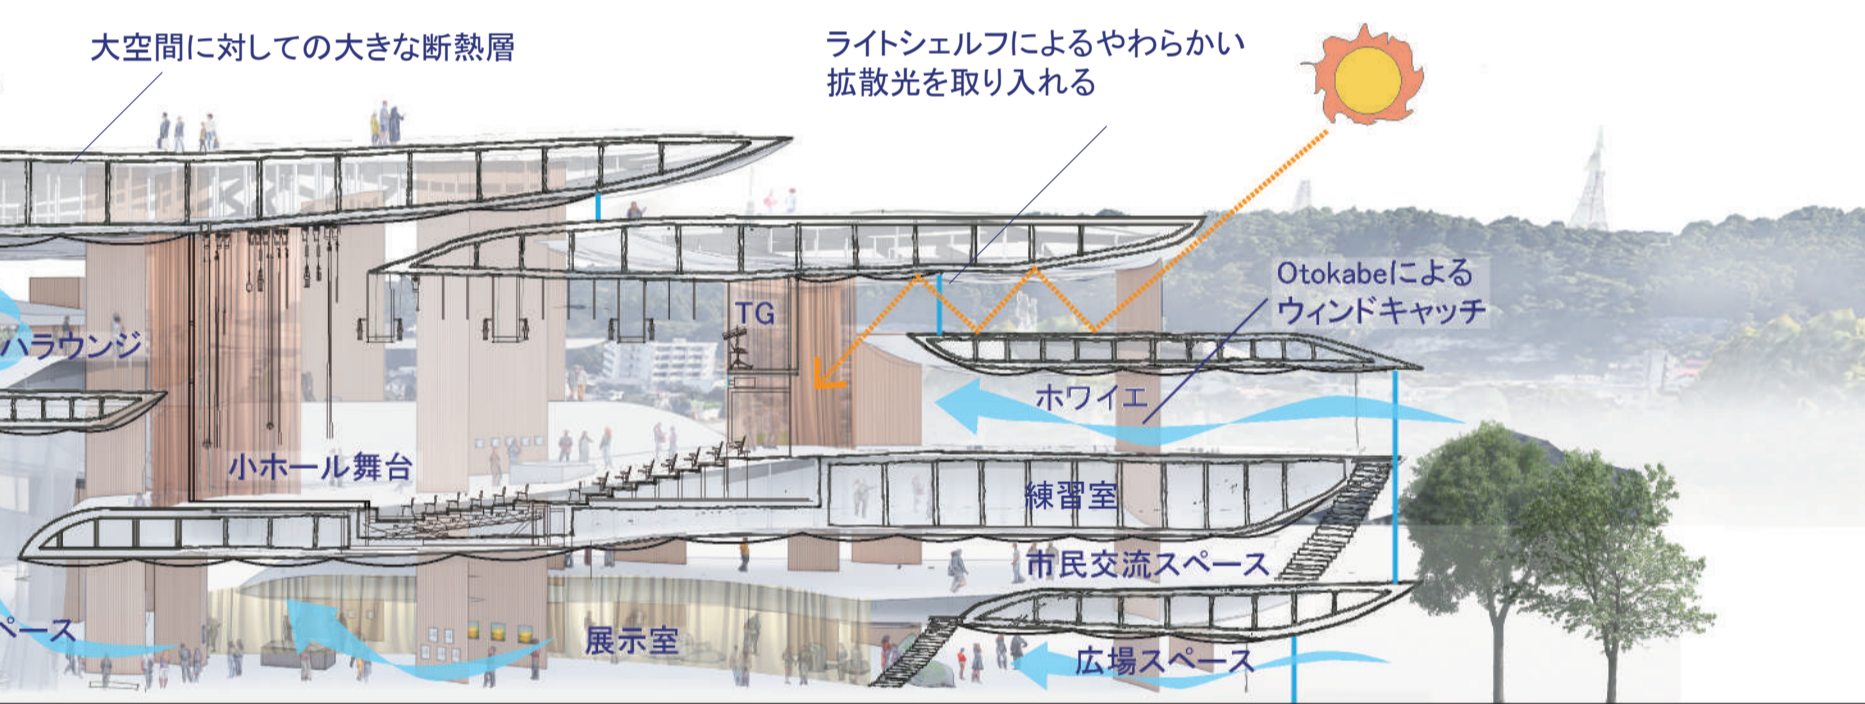 大空間に対しての大きな断熱層
ライトシェルフによるやわらかい
拡散光を取り入れる
Otokabeによる
ウィンドキャッチ
TG
ハラウンジ
ホワイエ
小ホール舞台
練習室
市民交流スペース
ペース
展示室
広場スペース